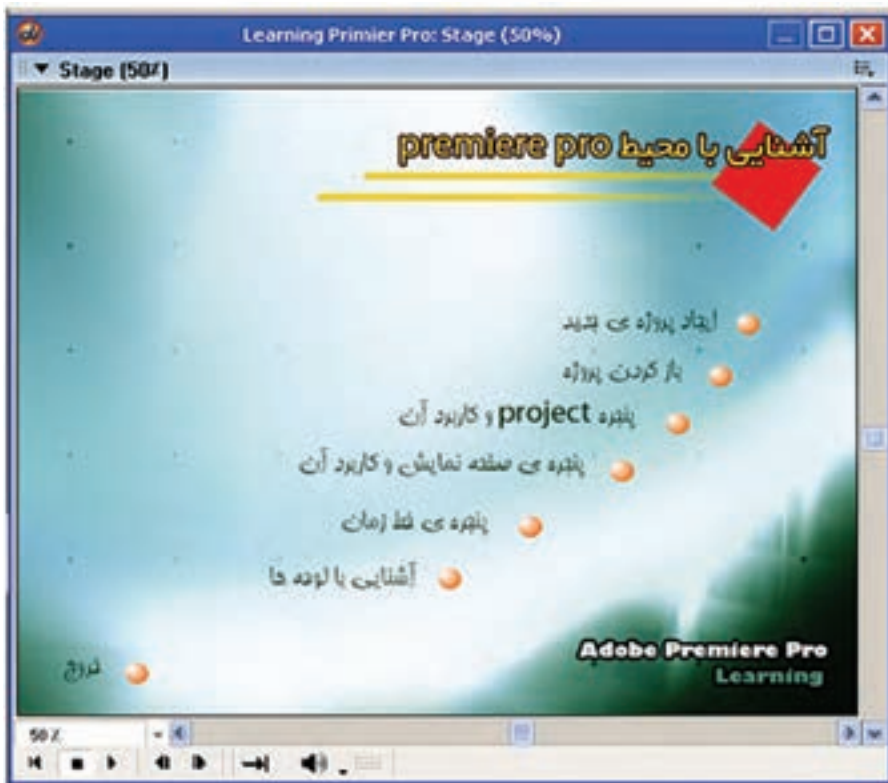 Learning Primier Pro: Stage (50%)
Stage (50%)
آشنایی با محیط premiere pro
ایجاد پروژه ی جدید
باز کردن پروژه
پنجره project و کاربرد آن
پنجره ی صفحه نمایش و کاربرد آن
پنجره ی خط زمان
آشنایی با لوحه ها
خروج
Adobe Premiere Pro
Learning
50%